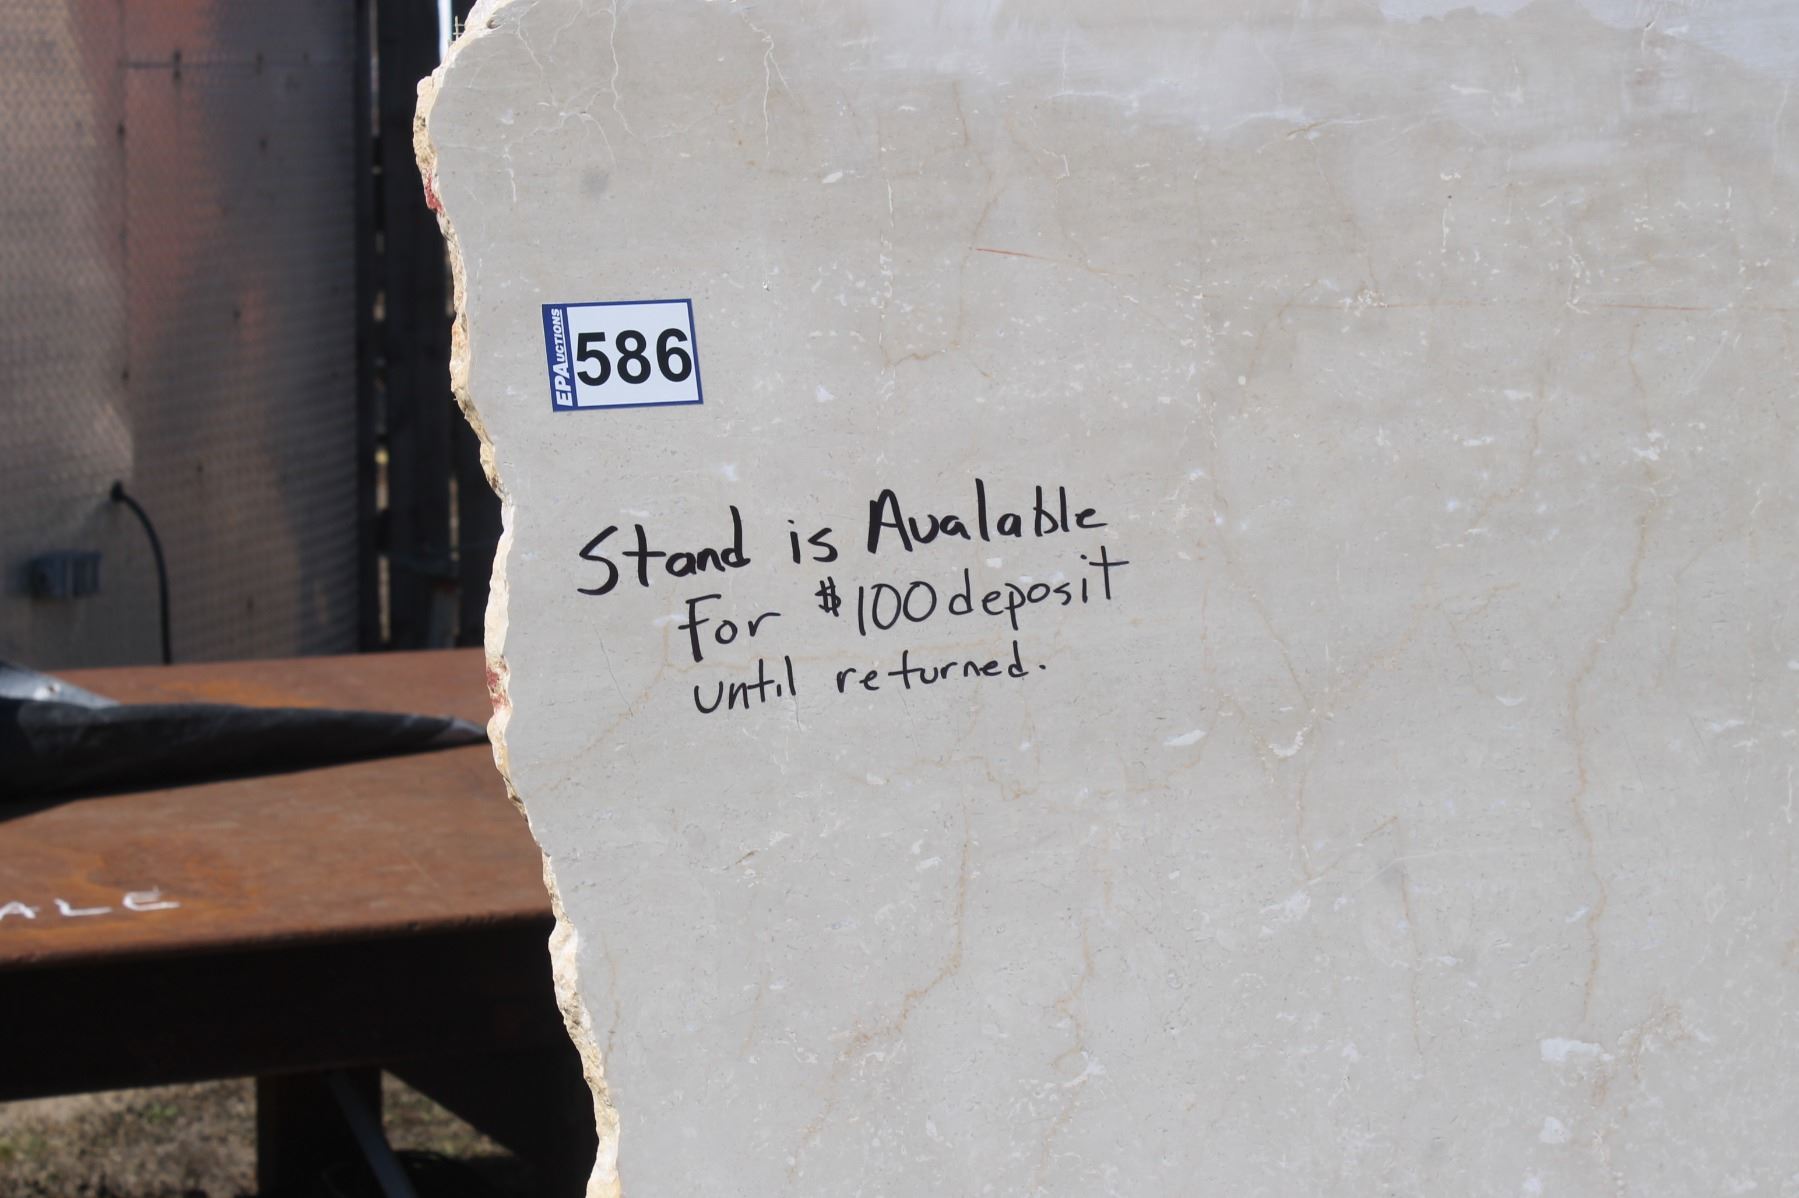 EPAUCTIONS
586
Stand is Avalable
For $100 deposit
until returned.
ALE